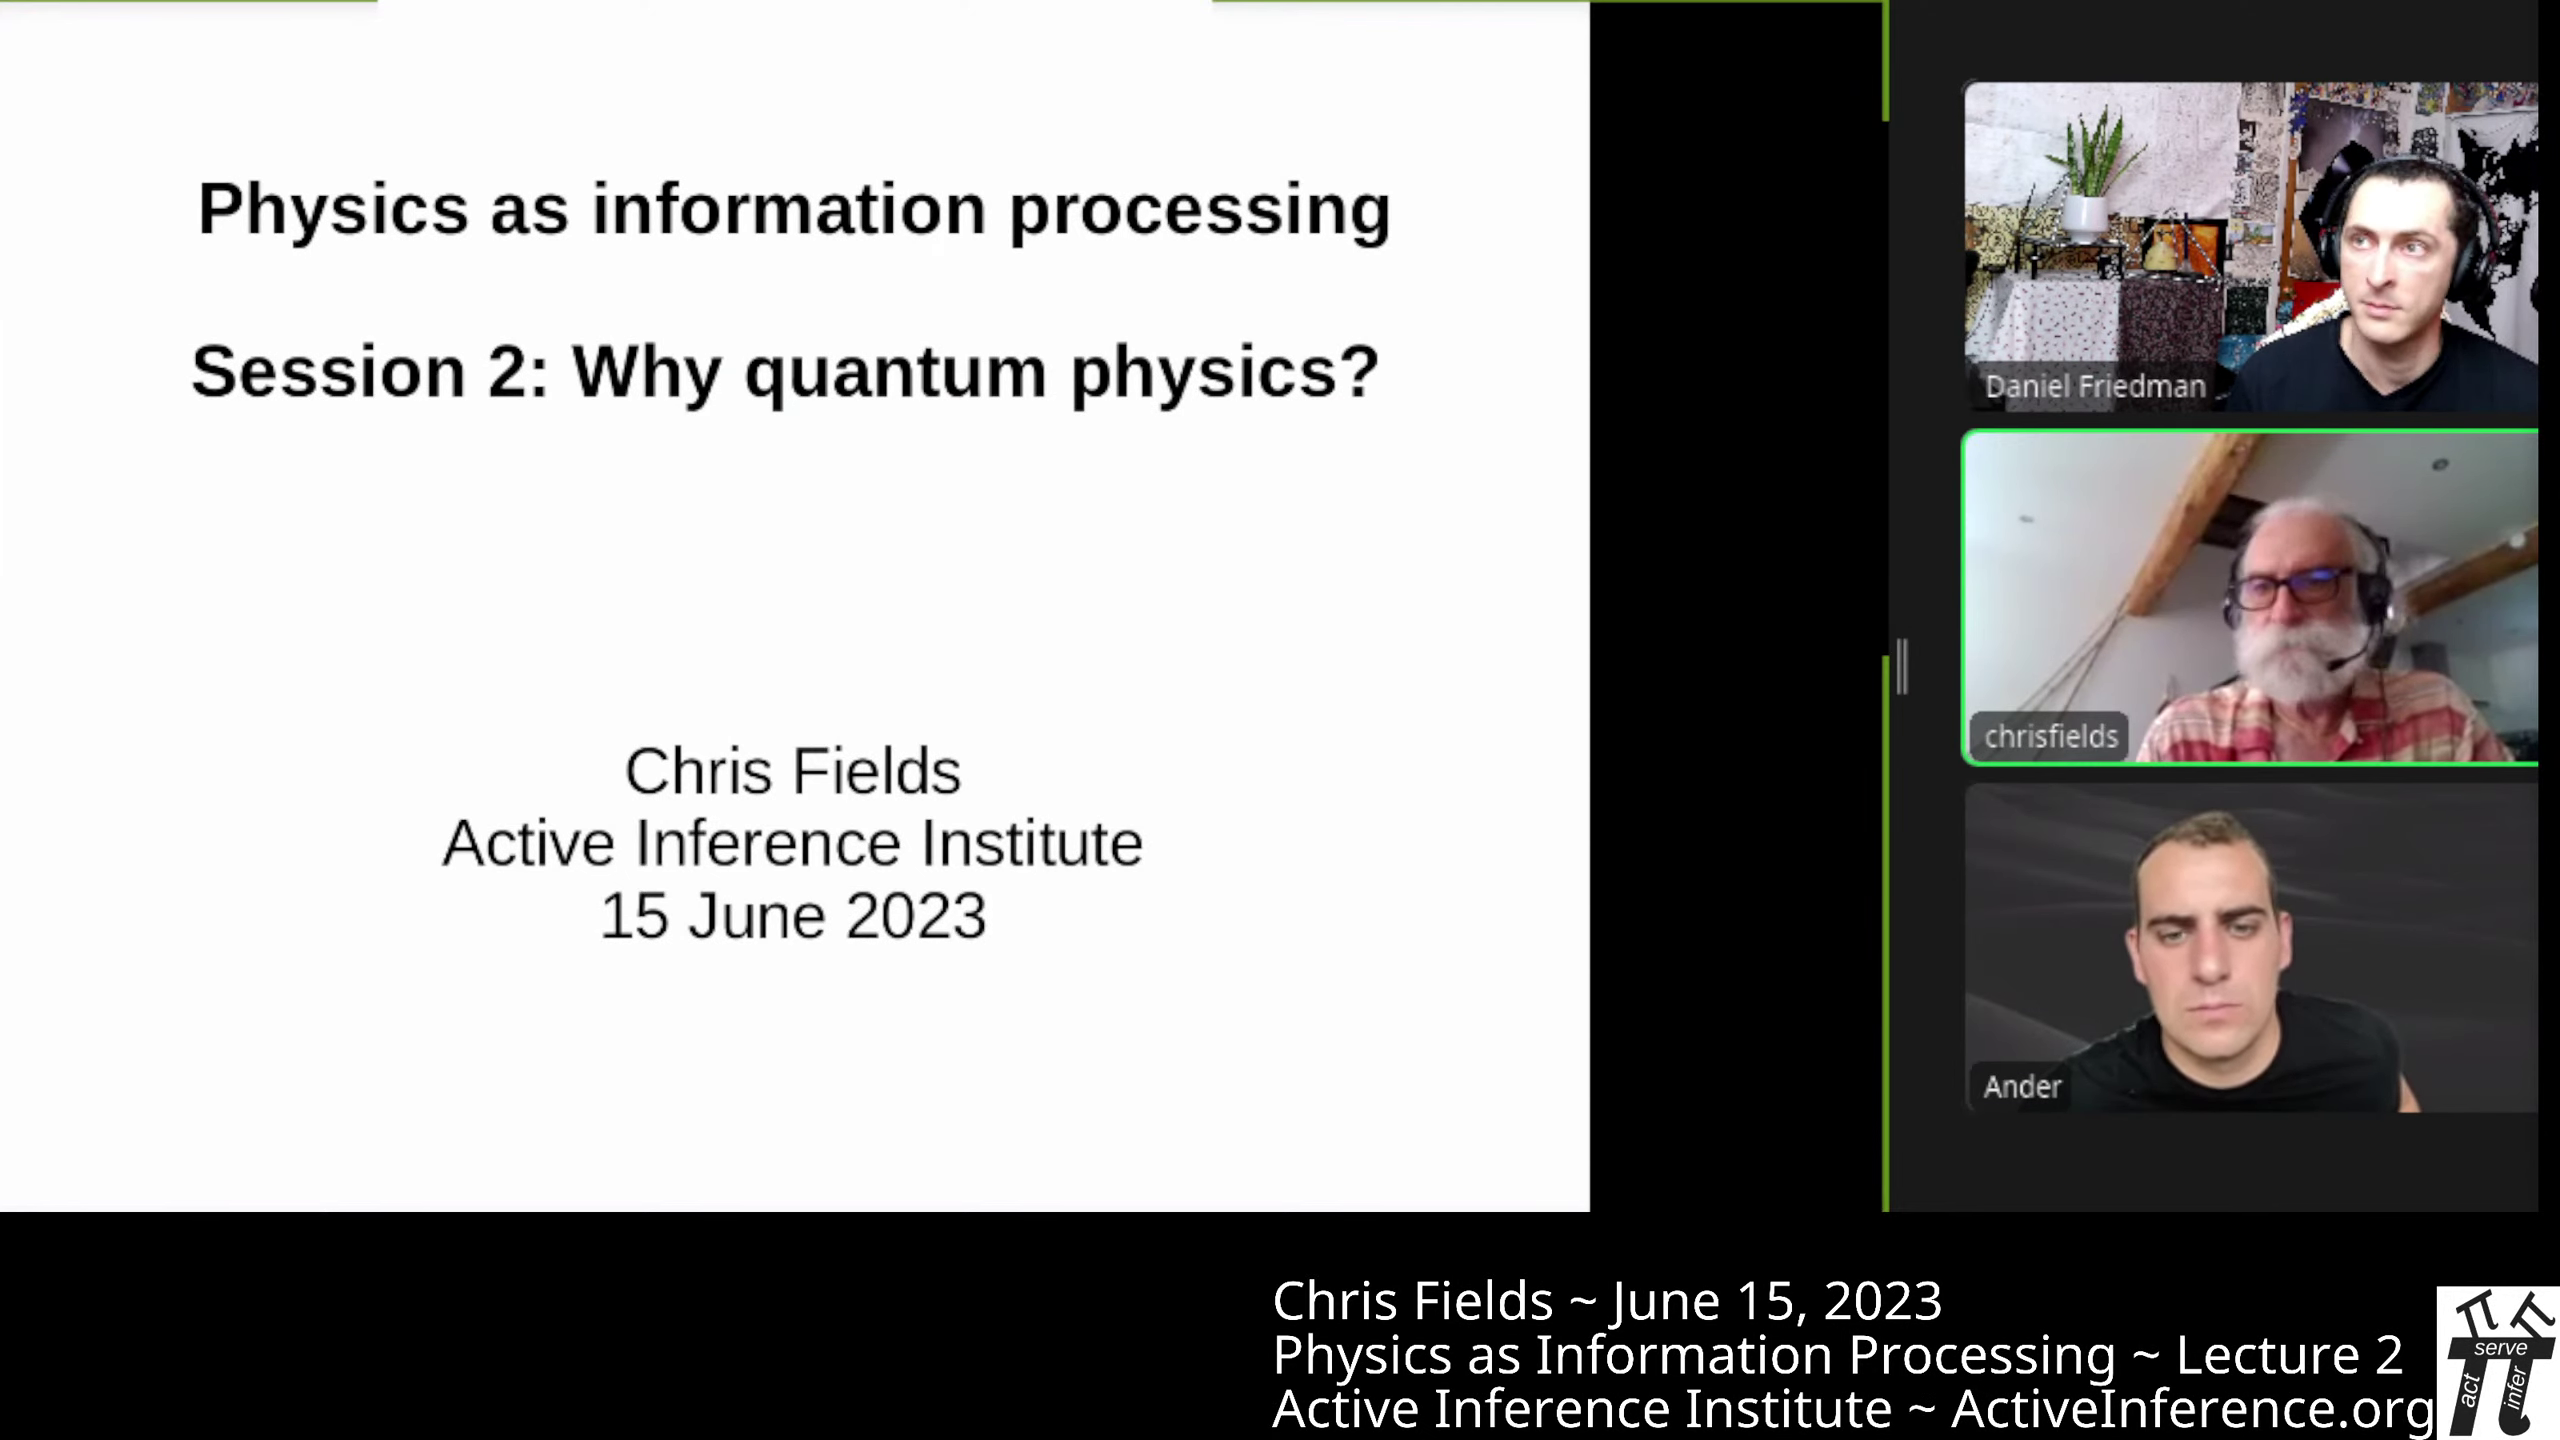 Physics as information processing
Session 2: Why quantum physics?
Chris Fields
Active Inference Institute
15 June 2023
Daniel Friedman
chrisfields
Ander
Chris Fields ~ June 15, 2023
Physics as Information Processing ~ Lecture 2
Active Inference Institute ~ ActiveInference.org
serve
act
infer